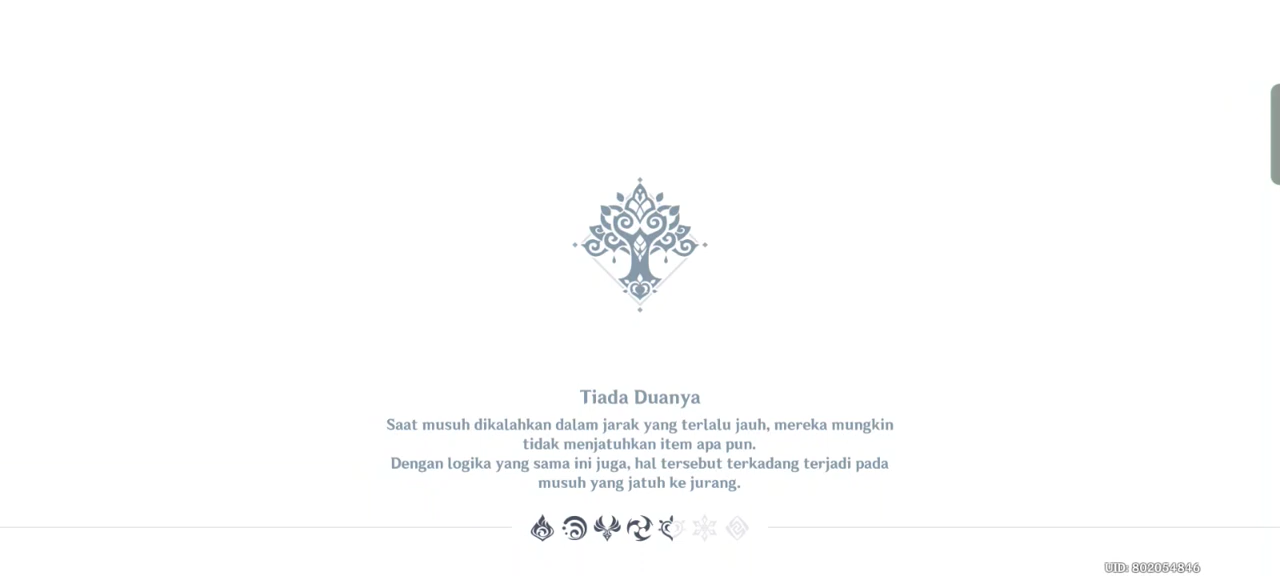 Tiada Duanya
Saat musuh dikalahkan dalam jarak yang terlalu jauh, mereka mungkin
tidak menjatuhkan item apa pun.
Dengan logika yang sama ini juga, hal tersebut terkadang terjadi pada
musuh yang jatuh ke jurang.
UID: 802054846